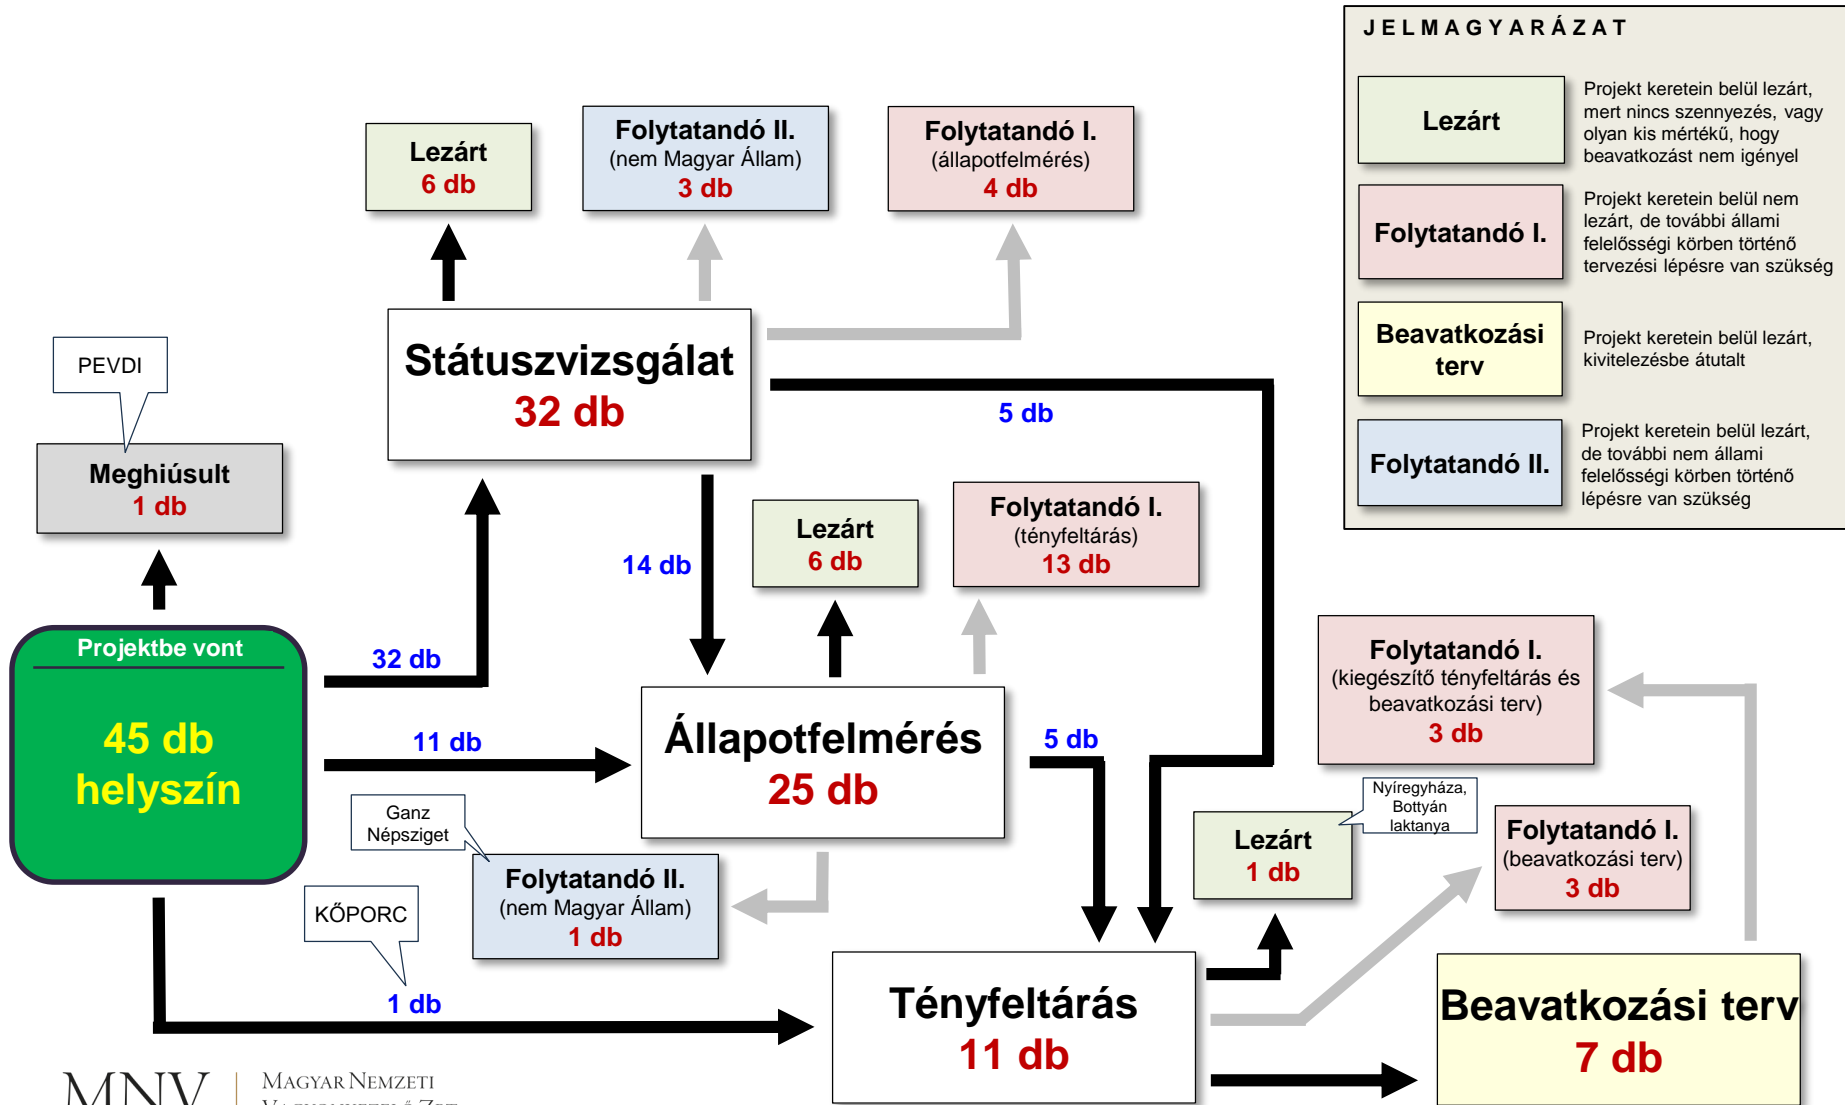 JELMAGYARÁZAT
Lezárt
Projekt keretein belül lezárt,
mert nincs szennyezés, vagy
olyan kis mértékű, hogy
beavatkozást nem igényel
Folytatandó I.
Projekt keretein belül nem
lezárt, de további állami
felelősségi körben történő
tervezési lépésre van szükség
Beavatkozási
terv
Projekt keretein belül lezárt,
kivitelezésbe átutalt
Folytatandó II.
Projekt keretein belül lezárt,
de további nem állami
felelősségi körben történő
lépésre van szükség
Lezárt
6 db
Folytatandó II.
(nem Magyar Állam)
3 db
Folytatandó I.
(állapotfelmérés)
4 db
Státuszvizsgálat
32 db
PEVDI
Meghiúsult
1 db
5 db
14 db
Lezárt
6 db
Folytatandó I.
(tényfeltárás)
13 db
Projektbe vont
45 db
helyszín
32 db
11 db
Állapotfelmérés
25 db
5 db
Folytatandó I.
(kiegészítő tényfeltárás és
beavatkozási terv)
3 db
Ganz
Népsziget
Folytatandó II.
(nem Magyar Állam)
1 db
Nyíregyháza,
Bottyán
laktanya
Lezárt
1 db
Folytatandó I.
(beavatkozási terv)
3 db
KŐPORC
1 db
Tényfeltárás
11 db
Beavatkozási terv
7 db
MNV
MAGYAR NEMZETI
VAGYONKEZELŐ ZRT.